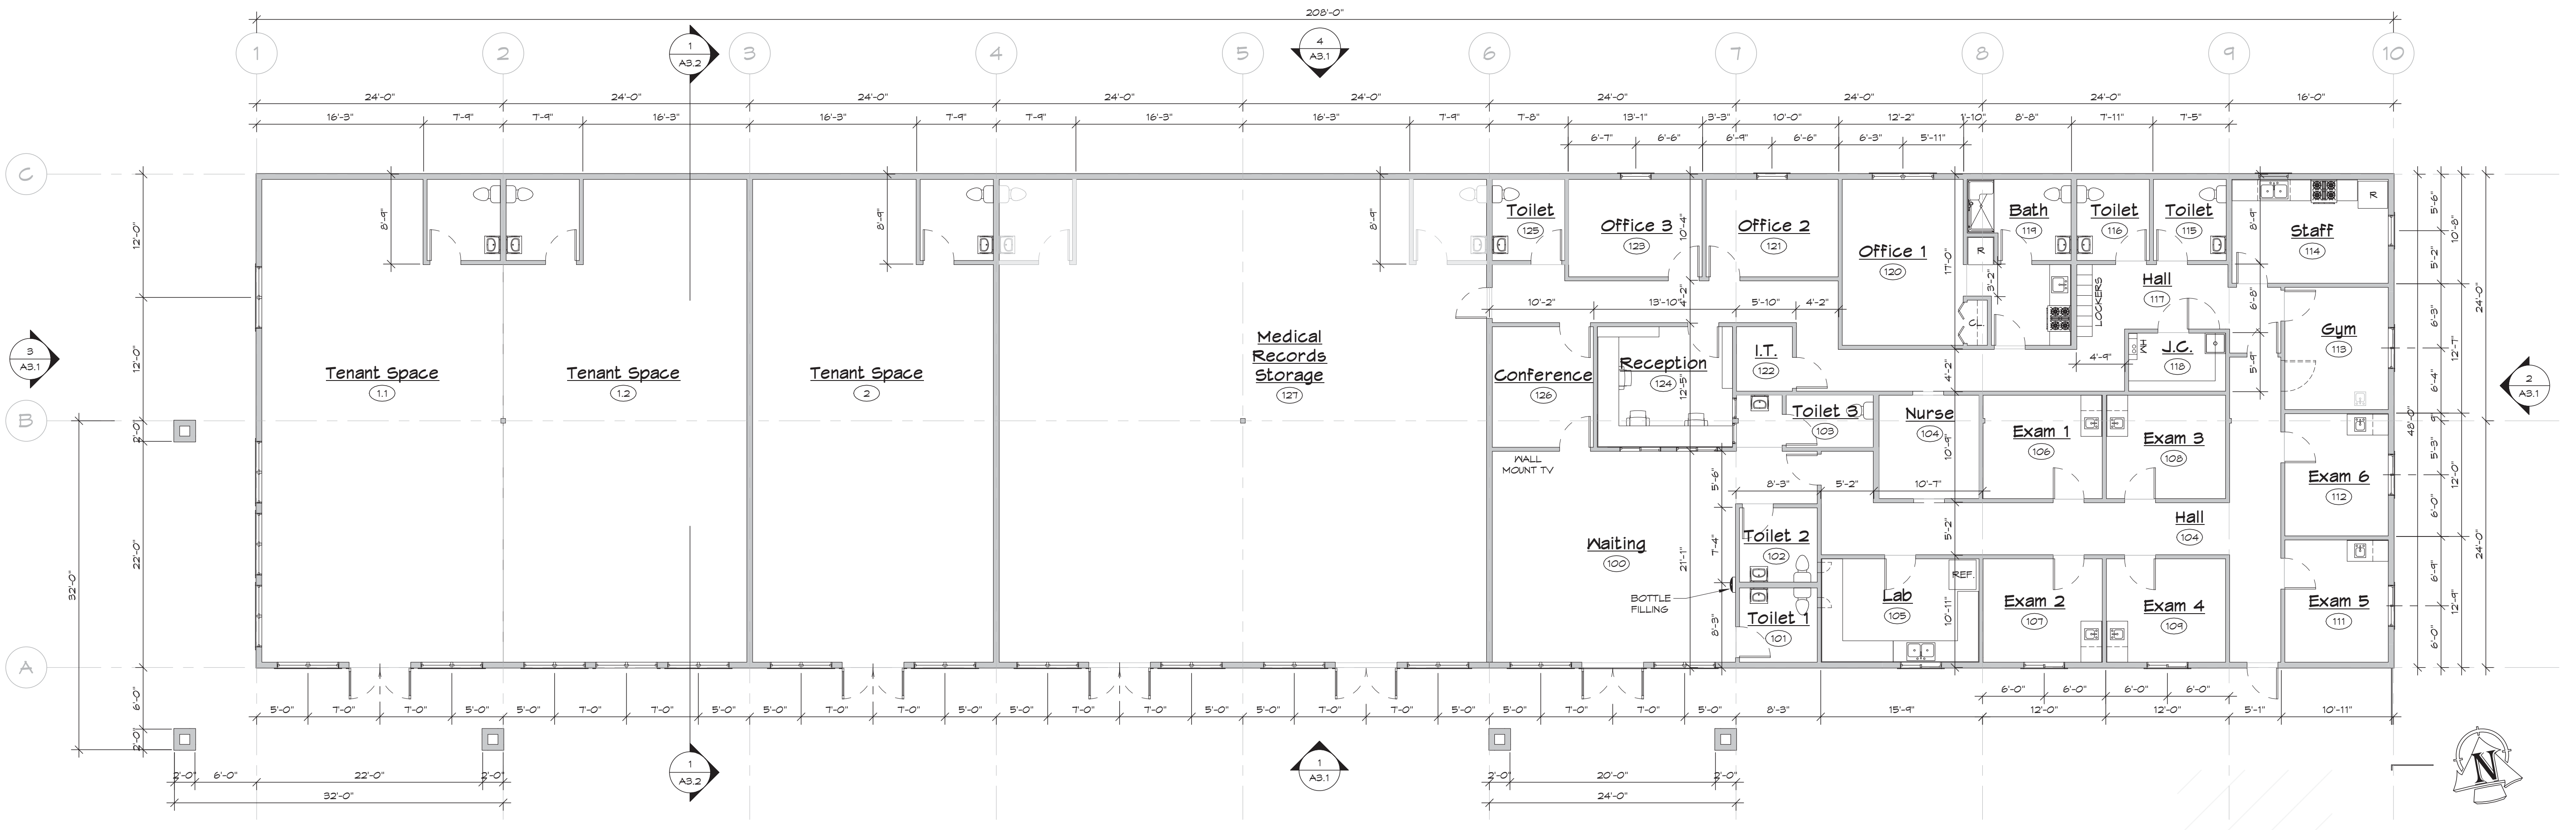 208'-0"
1 2 3 4 5 6 7 8 9 10
1
A3.2
4
A3.1
24'-0" 24'-0" 24'-0" 24'-0" 24'-0" 24'-0" 24'-0" 24'-0" 16'-0"
16'-3" 7'-9" 7'-9" 16'-3" 16'-3" 7'-9" 7'-9" 16'-3" 16'-3" 7'-9" 7'-8" 13'-1" 3'-3" 10'-0" 12'-2" 1'-10" 8'-8" 7'-11" 7'-5"
6'-7" 6'-6" 6'-9" 6'-6" 6'-3" 5'-11"
C
B
A
3
A3.1
2
A3.1
12'-0"
12'-0"
2'-0"
22'-0"
32'-0"
6'-0"
2'-0"
8'-9" 8'-9" 8'-9"
Tenant Space
1.1
Tenant Space
1.2
Tenant Space
2
Medical
Records
Storage
127
Toilet
125
Office 3
123
10'-4"
Office 2
121
Office 1
120
17'-0"
R
Bath
119
3'-2"
C
Toilet
116
Toilet
115
LOCKERS
Hall
117
8'-9"
6'-8"
5'-9"
Staff
114
R
Gym
113
HW
J.C.
118
4'-9"
10'-2" 13'-10" 5'-10" 4'-2"
4'-2"
Conference
126
Reception
124
12'-5"
I.T.
122
4'-2"
Toilet 3
103
Nurse
104
10'-9"
Exam 1
106
Exam 3
108
Exam 6
112
WALL
MOUNT TV
Waiting
100
21'-1"
5'-6"
7'-4"
8'-3"
8'-3" 5'-2" 10'-7"
5'-2"
Hall
104
Toilet 2
102
BOTTLE
FILLING
Toilet 1
101
REF.
Lab
105
10'-11"
Exam 2
107
Exam 4
109
Exam 5
111
5'-6"
5'-2"
10'-8"
6'-3"
6'-4"
12'-7"
9"
5'-3"
6'-0"
12'-0"
6'-9"
6'-0"
12'-9"
48'-0"
24'-0"
24'-0"
6'-0" 6'-0" 6'-0" 6'-0"
5'-0" 7'-0" 7'-0" 5'-0" 5'-0" 7'-0" 7'-0" 5'-0" 5'-0" 7'-0" 7'-0" 5'-0" 5'-0" 7'-0" 7'-0" 5'-0" 5'-0" 7'-0" 7'-0" 5'-0" 5'-0" 7'-0" 7'-0" 5'-0" 8'-3" 15'-9" 12'-0" 12'-0" 5'-1" 10'-11"
2'-0" 6'-0" 22'-0" 2'-0"
32'-0"
1
A3.2
1
A3.1
2'-0" 20'-0" 2'-0"
24'-0"
N